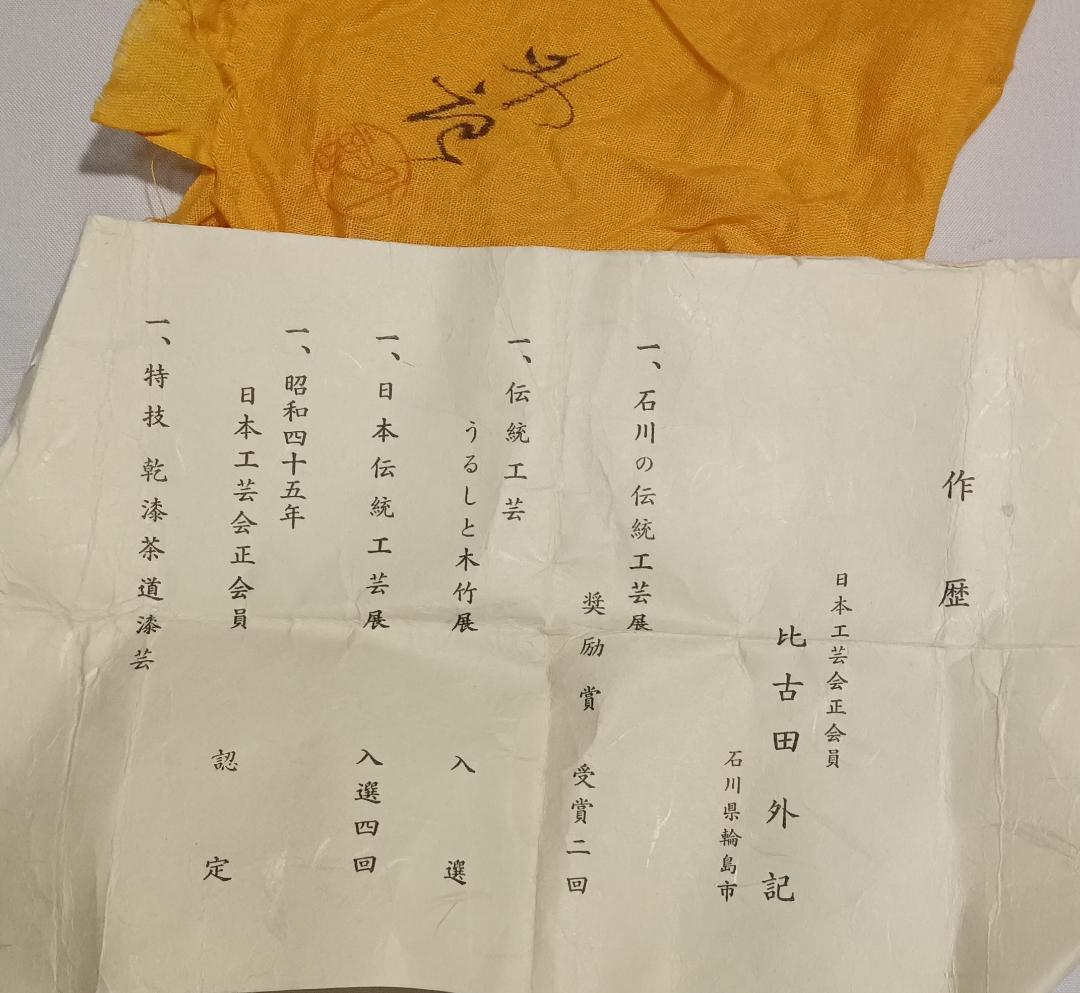 作歴
日本工芸会正会員
比古田外記
石川県輪島市
一、石川の伝統工芸展
奨励賞 受賞二回
一、伝統工芸
うるしと木竹展 入選
一、日本伝統工芸展 入選四回
一、昭和四十五年
日本工芸会正会員 認定
一、特技 乾漆茶道漆芸